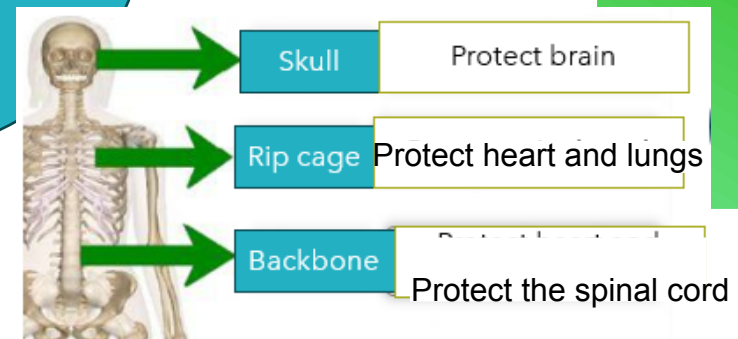 Skull Protect brain
Rip cage Protect heart and lungs
Backbone
Protect the spinal cord